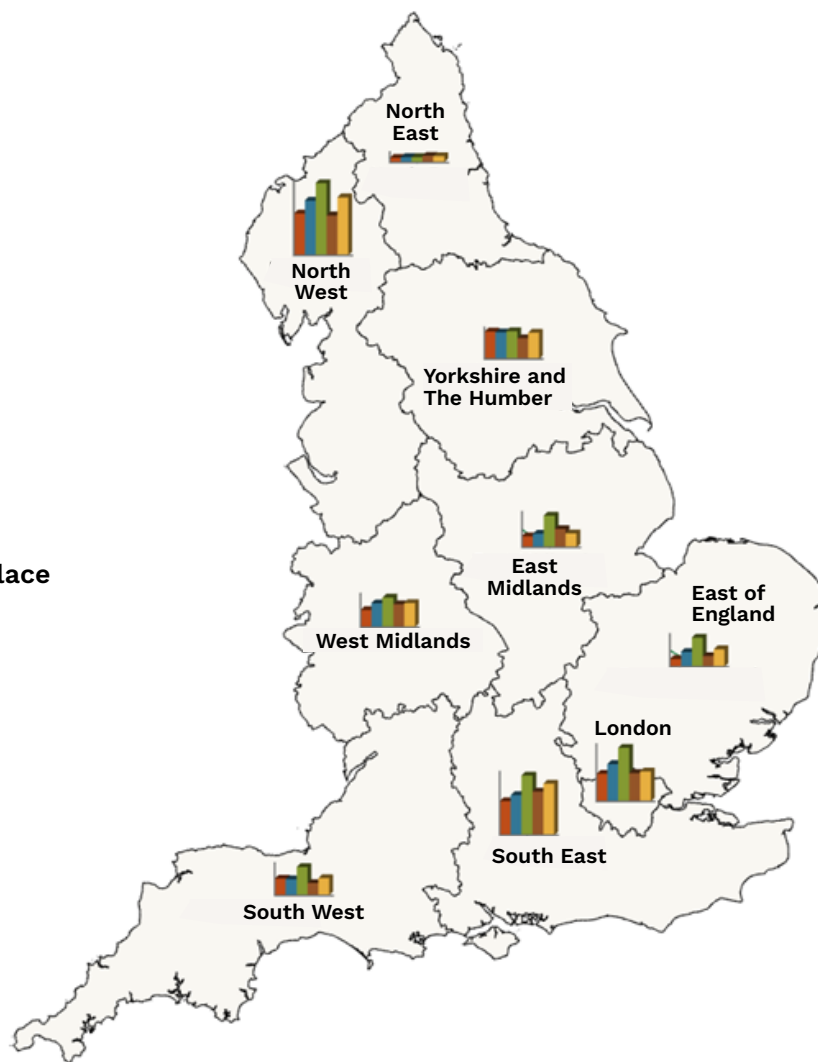 North
East
North
West
Yorkshire and
The Humber
East
Midlands
lace
East of
England
West Midlands
London
South East
South West